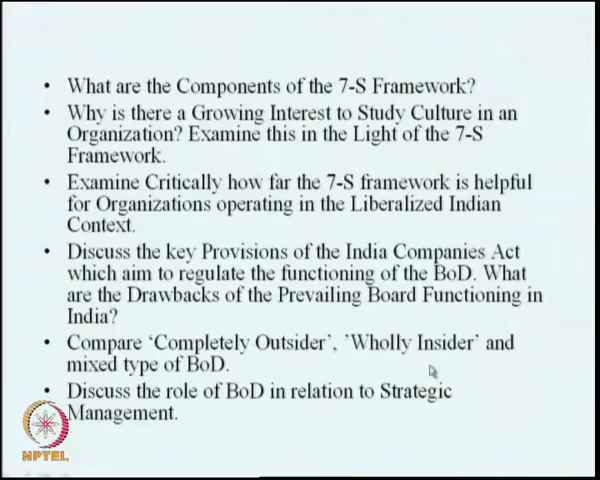 • What are the Components of the 7-S Framework?
• Why is there a Growing Interest to Study Culture in an
Organization? Examine this in the Light of the 7-S
Framework.
• Examine Critically how far the 7-S framework is helpful
for Organizations operating in the Liberalized Indian
Context.
• Discuss the key Provisions of the India Companies Act
which aim to regulate the functioning of the BoD. What
are the Drawbacks of the Prevailing Board Functioning in
India?
• Compare ‘Completely Outsider’, ’Wholly Insider’ and
mixed type of BoD.
• Discuss the role of BoD in relation to Strategic
Management.
NPTEL